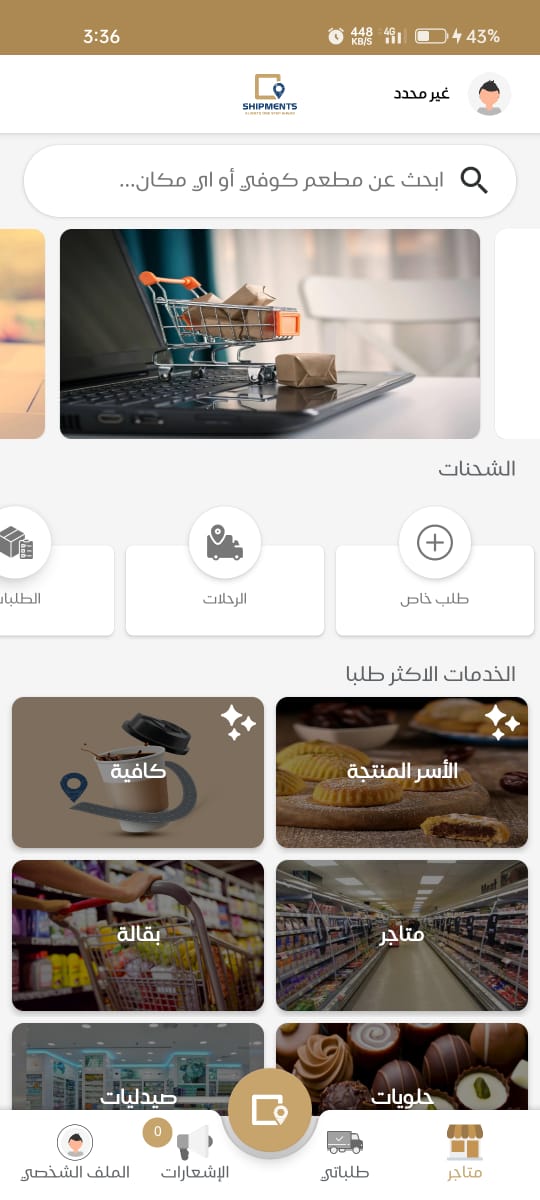 3:36
448 KB/S 4G 43%
غير محدد
SHIPMENTS
ابحث عن مطعم كوفي أو اي مكان...
الشحنات
طلب خاص
الرحلات
الطلبات
الخدمات الاكثر طلبا
الأسر المنتجة
كافية
متاجر
بقالة
حلويات
صيدليات
متاجر
طلباتي
0
الإشعارات
الملف الشخصي